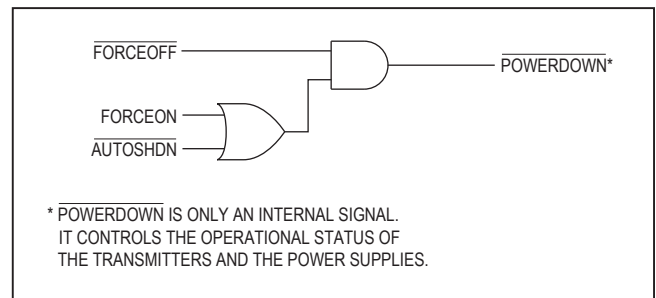 FORCEOFF
POWERDOWN*
FORCEON
AUTOSHDN
* POWERDOWN IS ONLY AN INTERNAL SIGNAL.
IT CONTROLS THE OPERATIONAL STATUS OF
THE TRANSMITTERS AND THE POWER SUPPLIES.